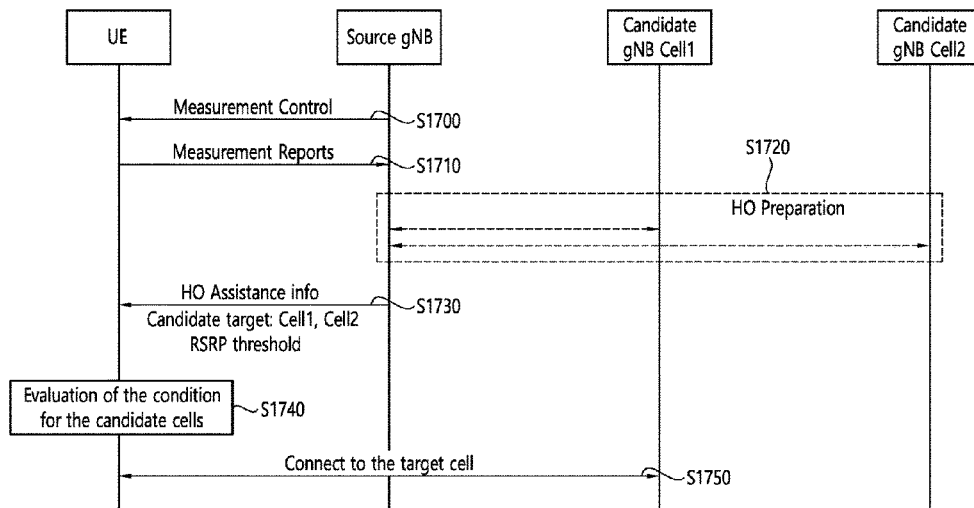 UE
Source gNB
Candidate
gNB Cell1
Candidate
gNB Cell2
Measurement Control
S1700
Measurement Reports
S1710
S1720
HO Preparation
HO Assistance info
S1730
Candidate target: Cell1, Cell2
RSRP threshold
Evaluation of the condition
for the candidate cells
S1740
Connect to the target cell
S1750